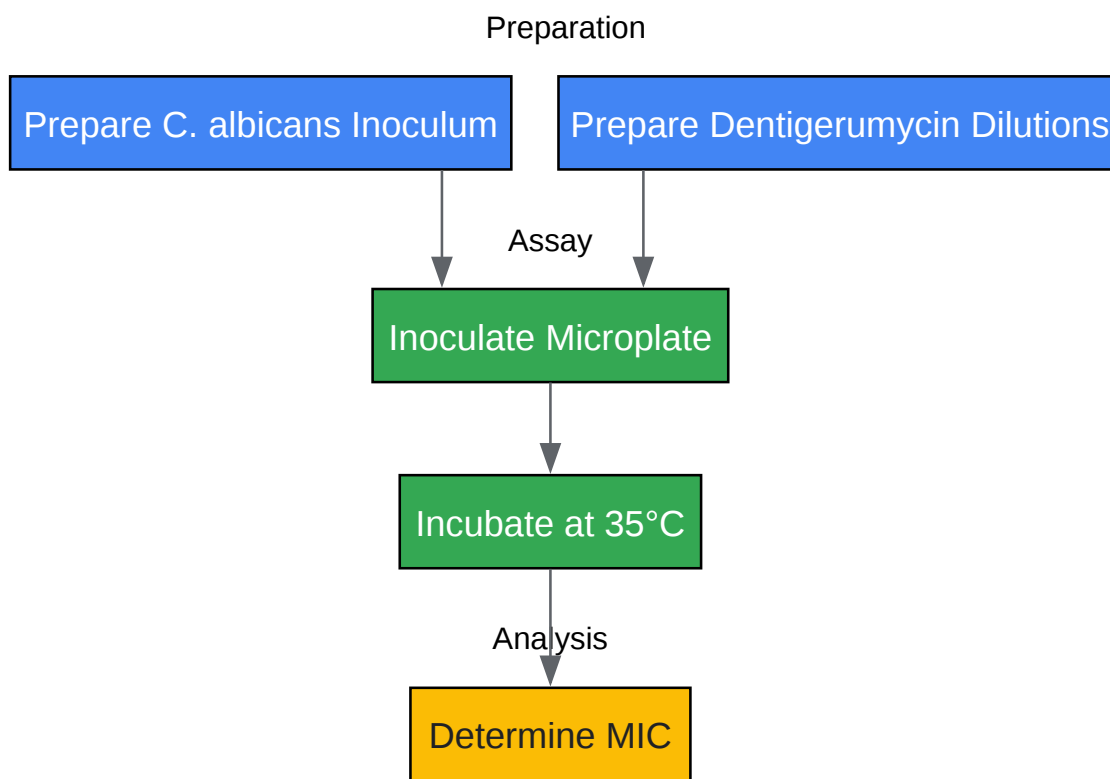 Preparation
Prepare C. albicans Inoculum
Prepare Dentigerumycin Dilutions
Assay
Inoculate Microplate
Incubate at 35°C
Analysis
Determine MIC